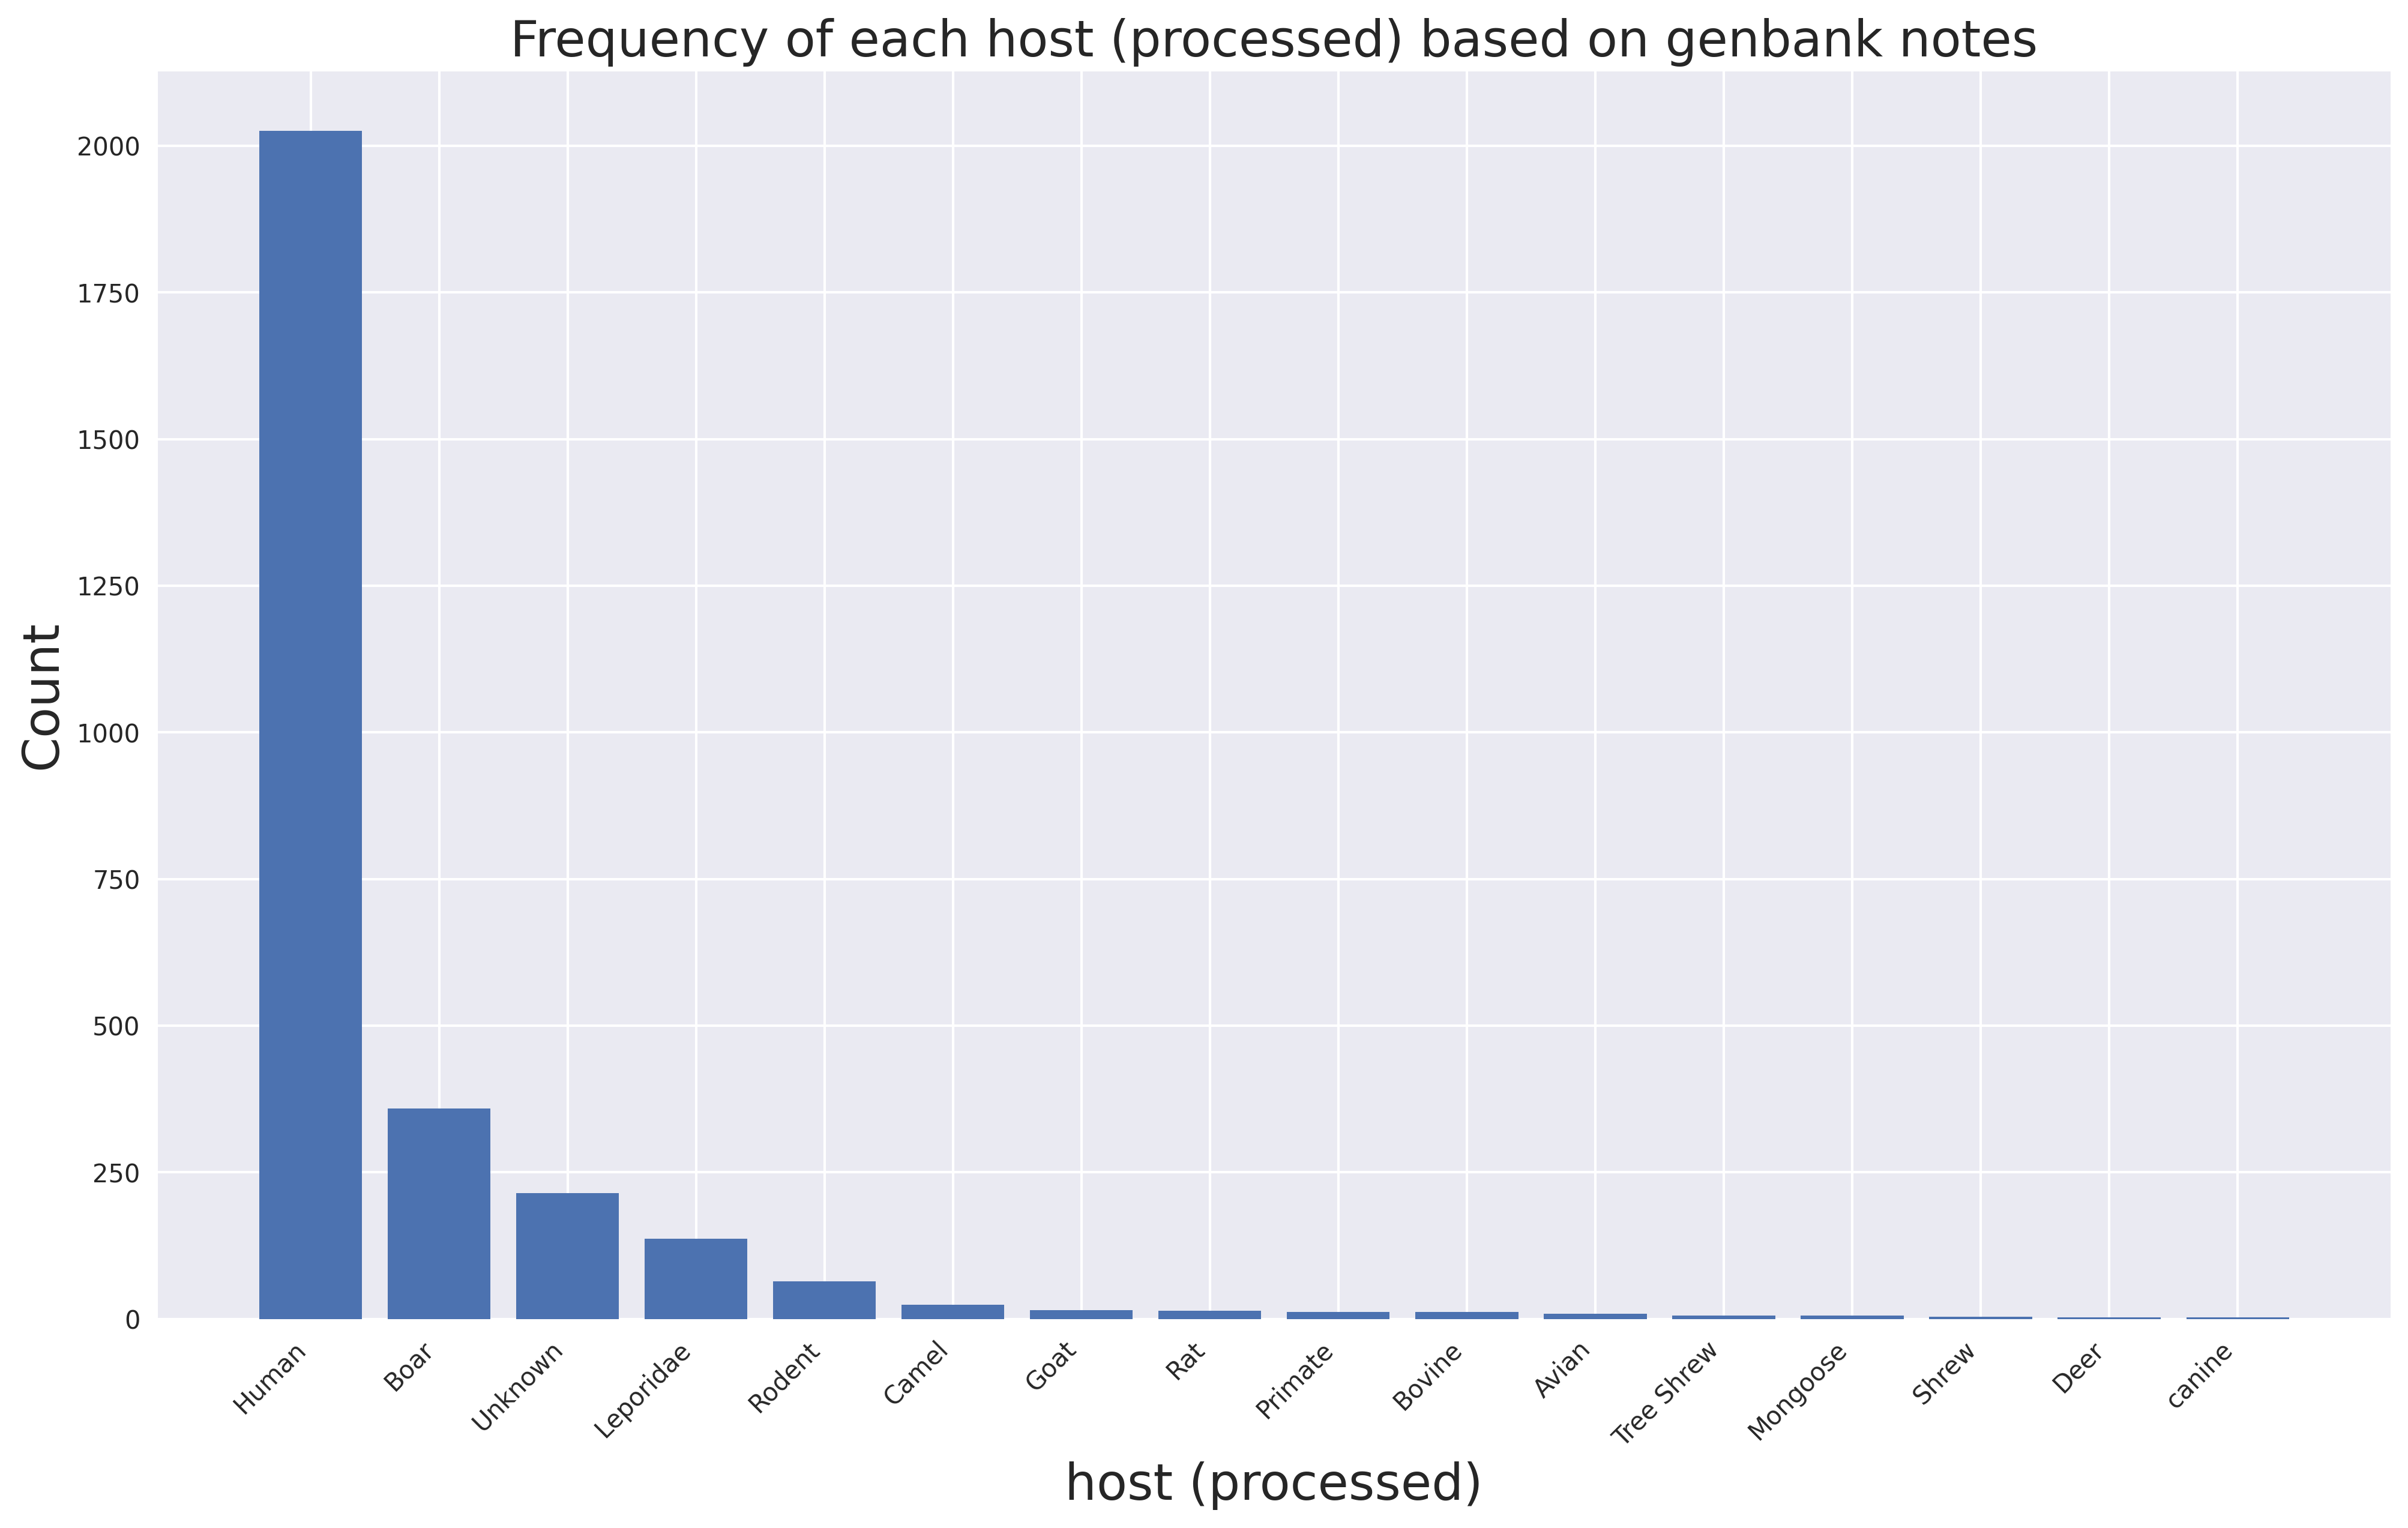 Frequency of each host (processed) based on genbank notes
Count
2000
1750
1500
1250
1000
750
500
250
0
Human
Boar
Unknown
Leporidae
Rodent
Camel
Goat
Rat
Primate
Bovine
Avian
Tree Shrew
Mongoose
Shrew
Deer
canine
host (processed)